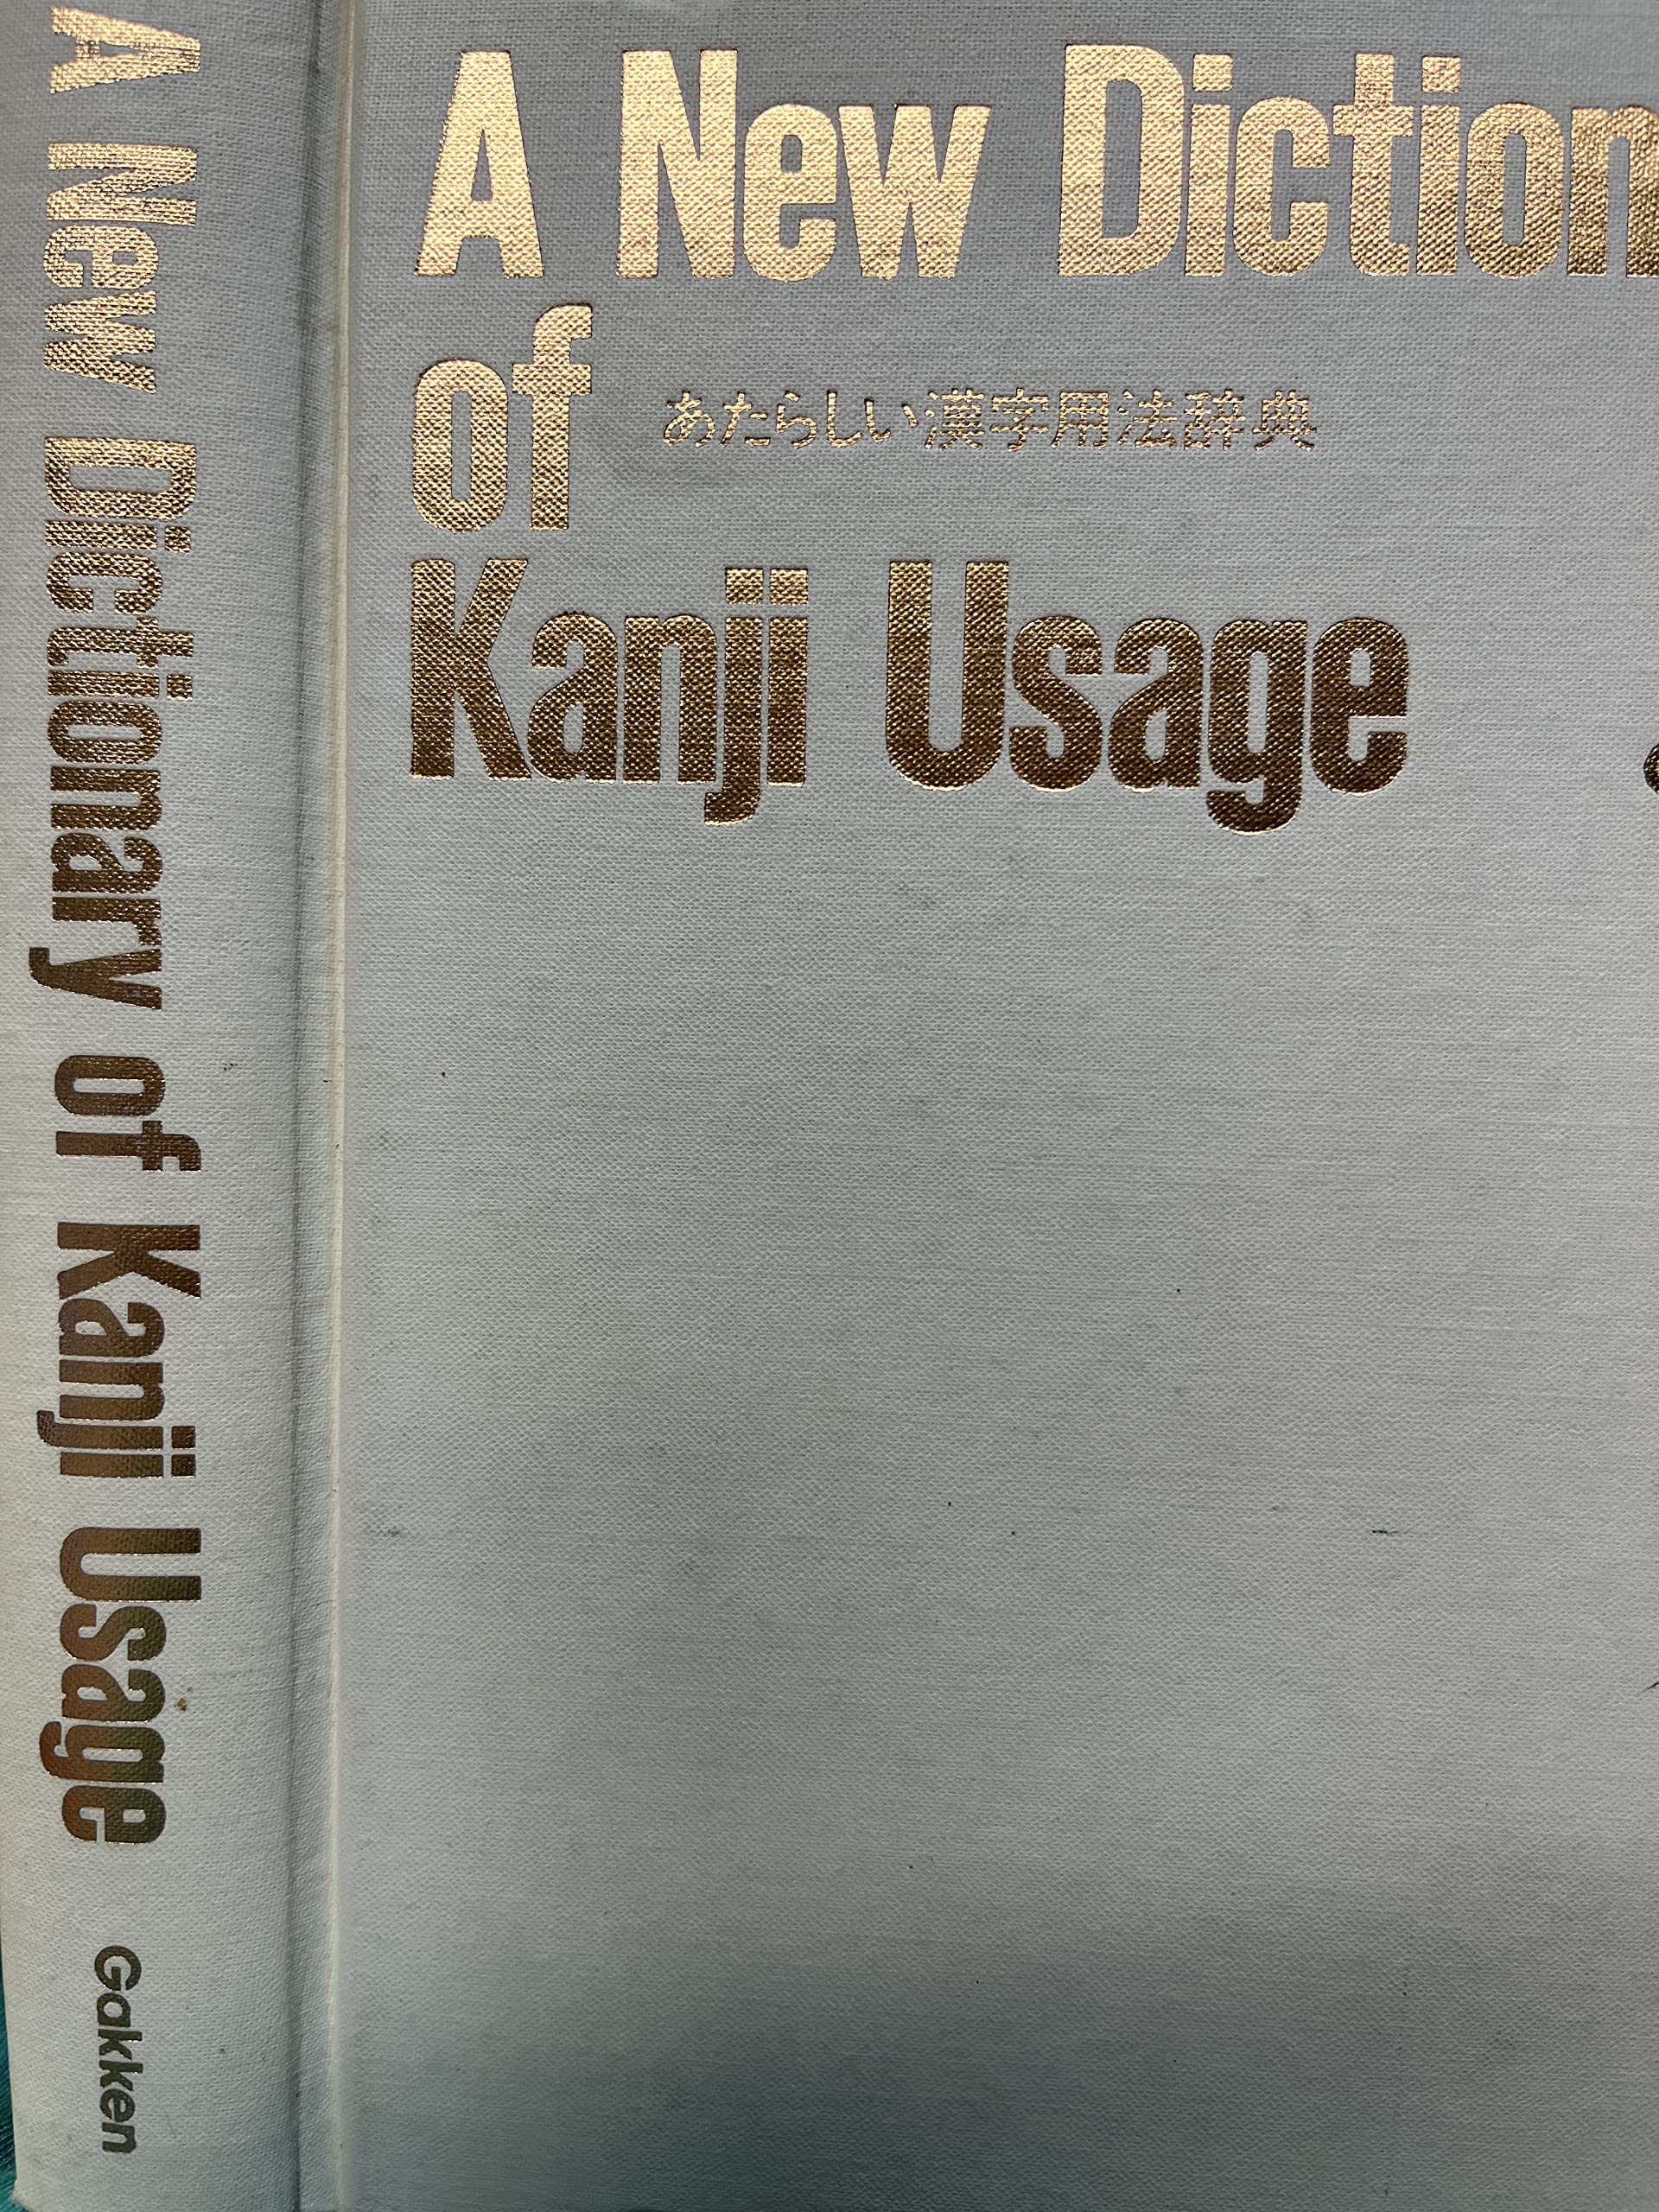 A New Diction
of
あたらしい漢字用法辞典
Kanji Usage
A New Dictionary of Kanji Usage
Gakken